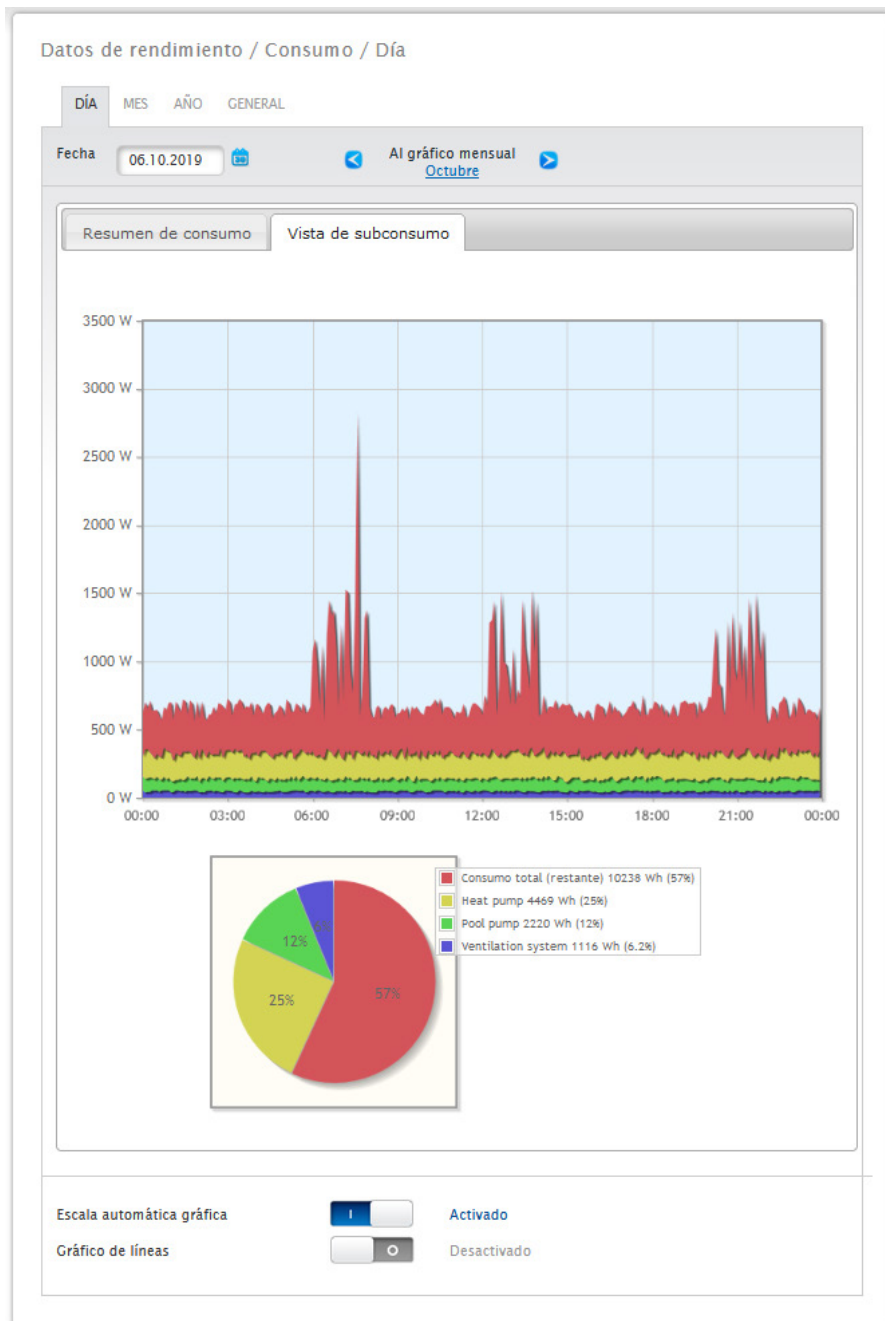 Datos de rendimiento / Consumo / Día
DÍA MES AÑO GENERAL
Fecha 06.10.2019 30 Al gráfico mensual
Octubre
Resumen de consumo Vista de subconsumo
3500 W
3000 W
2500 W
2000 W
1500 W
1000 W
500 W
0 W
00:00 03:00 06:00 09:00 12:00 15:00 18:00 21:00 00:00
Consumo total (restante) 10238 Wh (57%)
Heat pump 4469 Wh (25%)
Pool pump 2220 Wh (12%)
Ventilation system 1116 Wh (6.2%)
12%
57%
25%
Escala automática gráfica I Activado
Gráfico de líneas O Desactivado